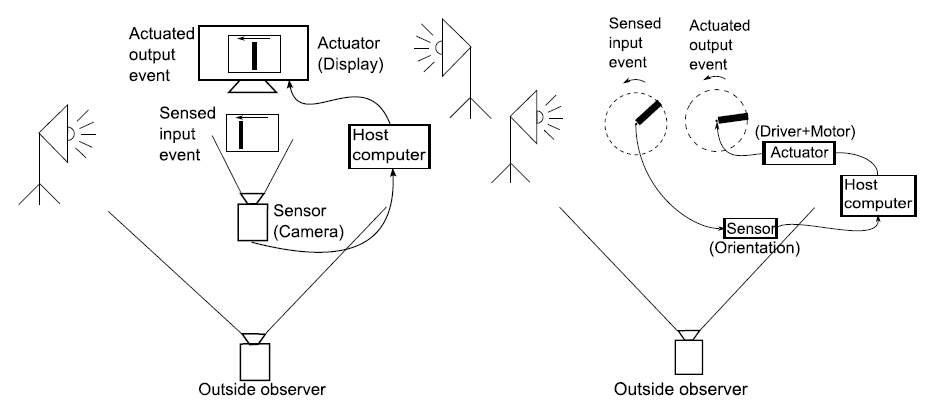 Actuated
output
event
Actuator
(Display)
Sensed
input
event
Host
computer
Sensor
(Camera)
Outside observer
Sensed
input
event
Actuated
output
event
(Driver+Motor)
Actuator
Host
computer
Sensor
(Orientation)
Outside observer